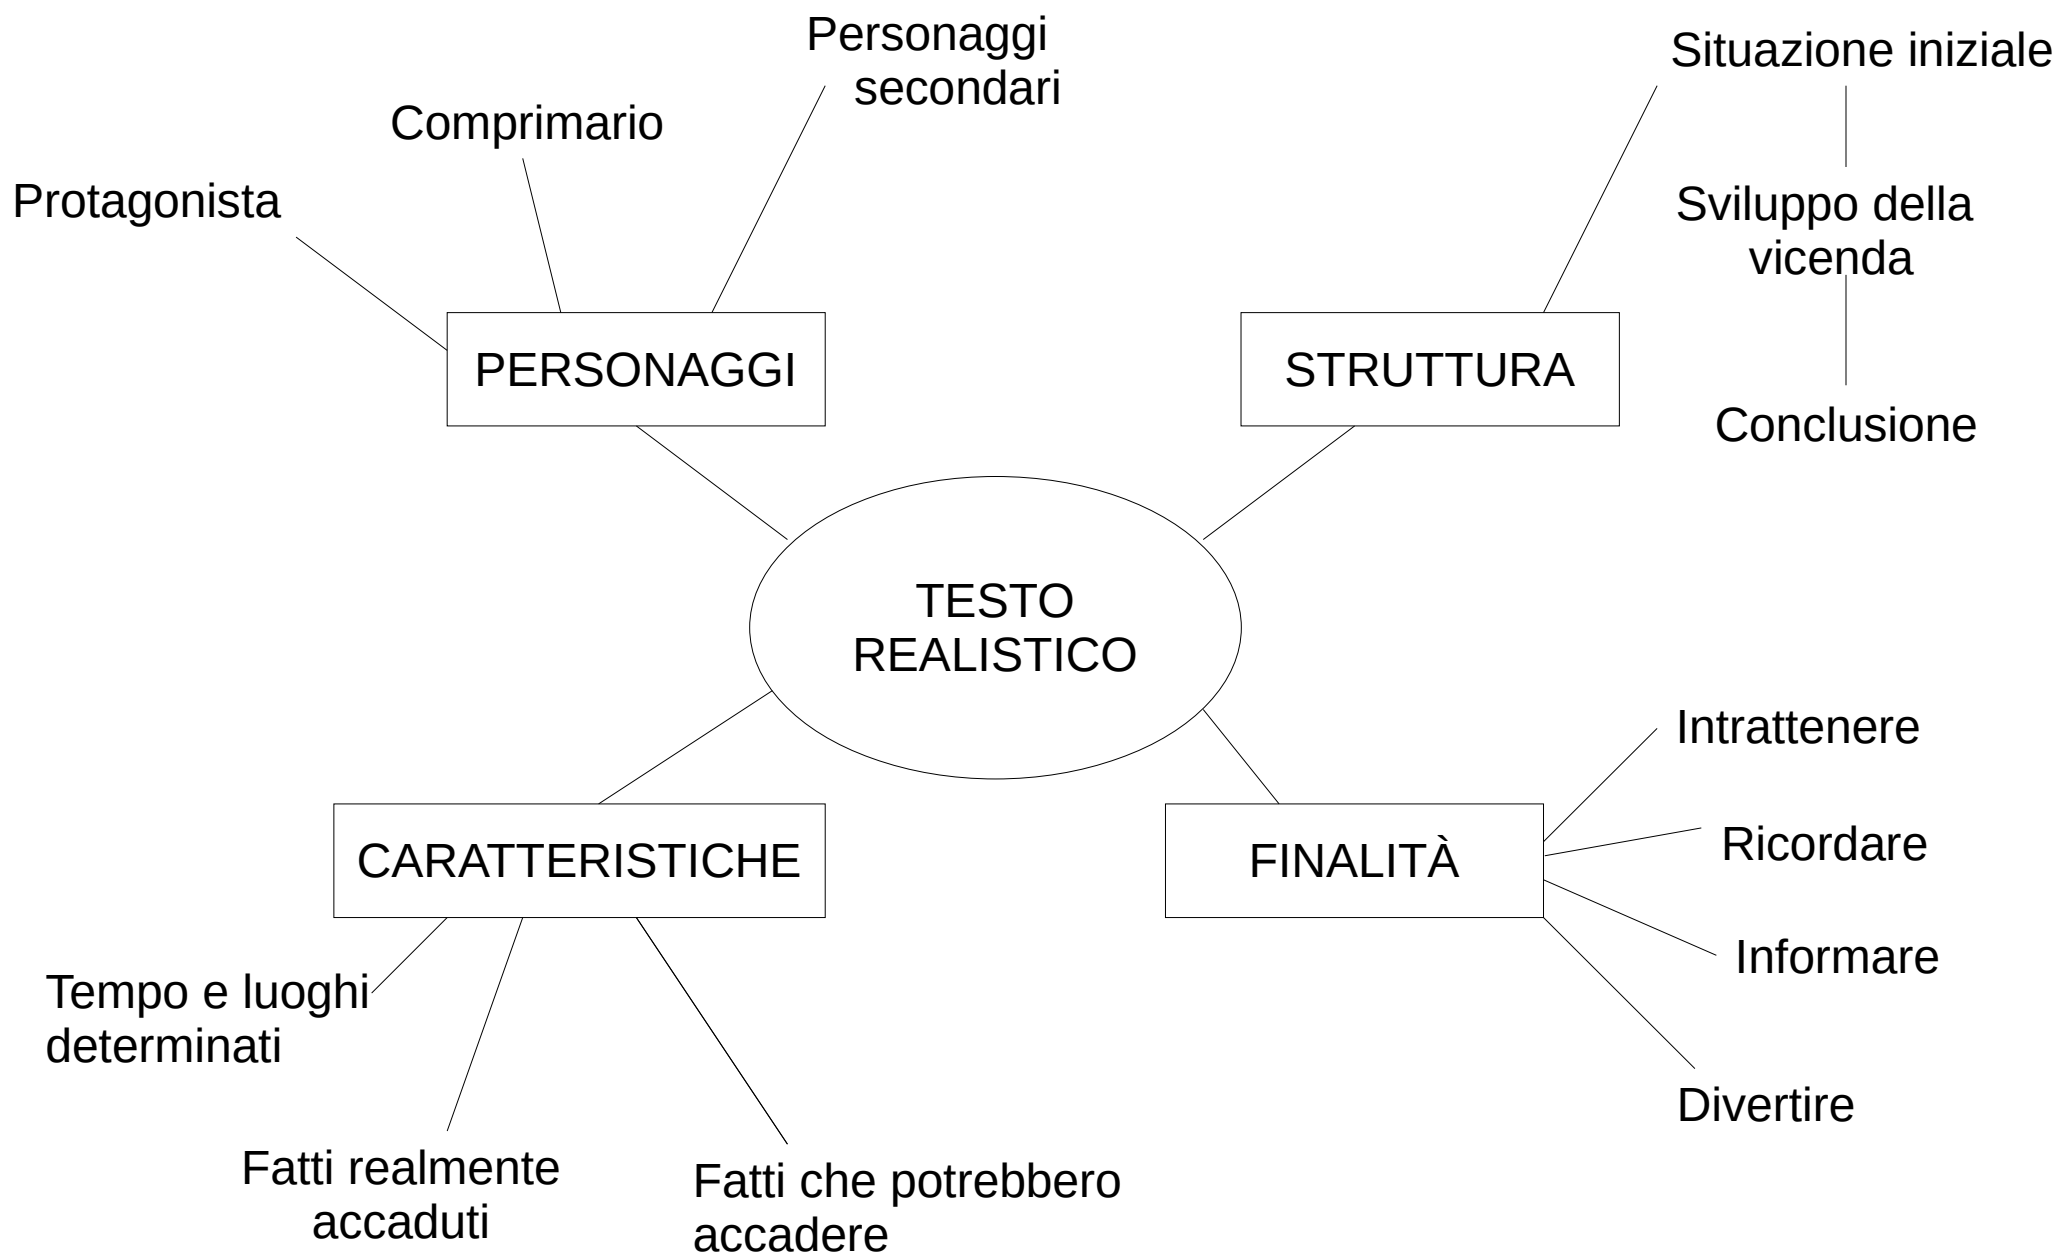 Personaggi
secondari
Comprimario
Protagonista
PERSONAGGI
Situazione iniziale
Sviluppo della
vicenda
Conclusione
STRUTTURA
TESTO
REALISTICO
CARATTERISTICHE
Tempo e luoghi
determinati
Fatti realmente
accaduti
Fatti che potrebbero
accadere
FINALITÀ
Intrattenere
Ricordare
Informare
Divertire